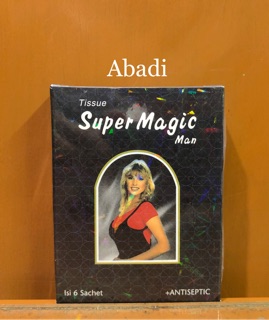 Abadi
Tissue
Super Magic
Man
Isi 6 Sachet
+ANTISEPTIC